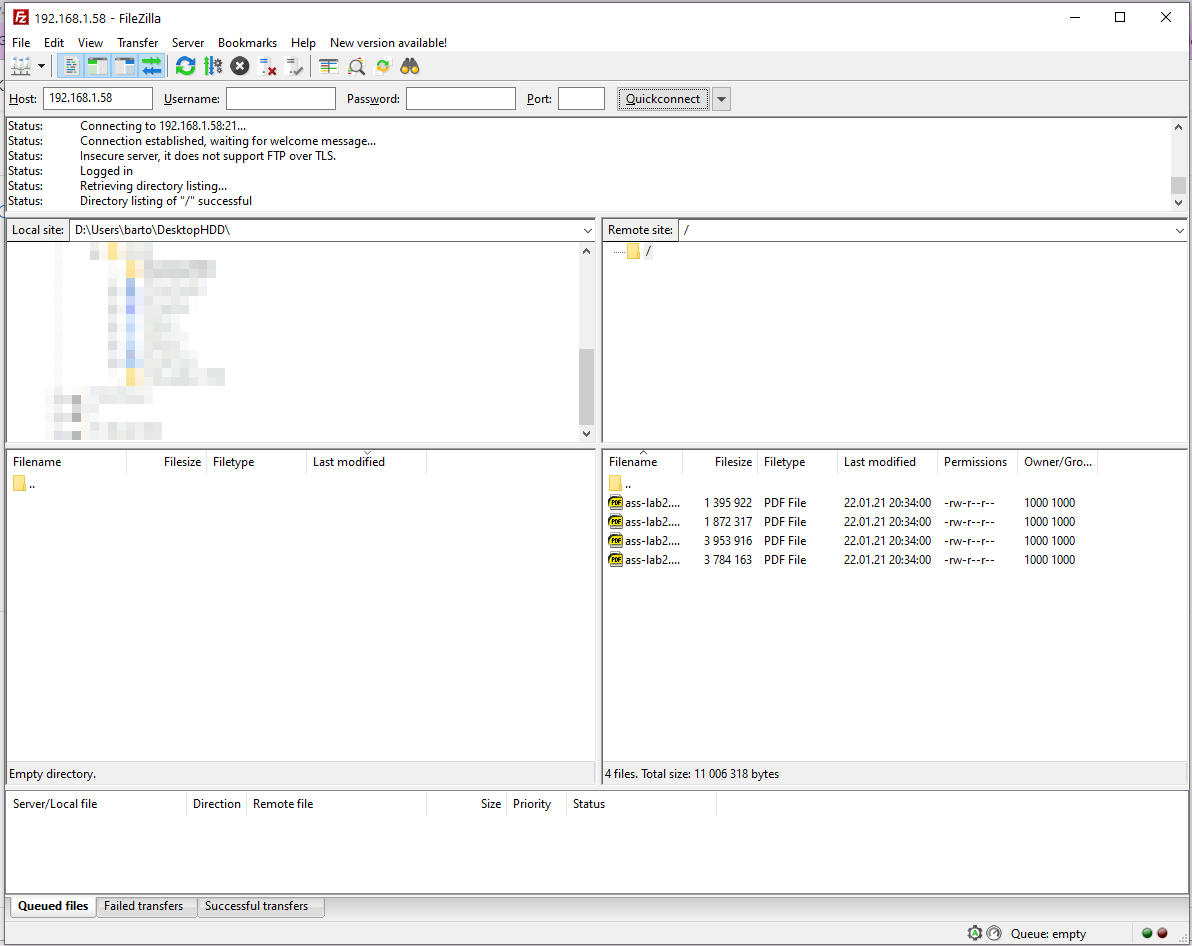 192.168.1.58 - FileZilla
File Edit View Transfer Server Bookmarks Help New version available!
Host: 192.168.1.58 Username: Password: Port: Quickconnect
Status: Connecting to 192.168.1.58:21...
Status: Connection established, waiting for welcome message...
Status: Insecure server, it does not support FTP over TLS.
Status: Logged in
Status: Retrieving directory listing...
Status: Directory listing of "/" successful
Local site: D:\Users\barto\DesktopHDD\
Remote site: /
/
Filename Filesize Filetype Last modified
..
Empty directory.
Filename Filesize Filetype Last modified Permissions Owner/Gro...
..
ass-lab2.... 1 395 922 PDF File 22.01.21 20:34:00 -rw-r--r-- 1000 1000
ass-lab2.... 1 872 317 PDF File 22.01.21 20:34:00 -rw-r--r-- 1000 1000
ass-lab2.... 3 953 916 PDF File 22.01.21 20:34:00 -rw-r--r-- 1000 1000
ass-lab2.... 3 784 163 PDF File 22.01.21 20:34:00 -rw-r--r-- 1000 1000
4 files. Total size: 11 006 318 bytes
Server/Local file Direction Remote file Size Priority Status
Queued files Failed transfers Successful transfers
Queue: empty